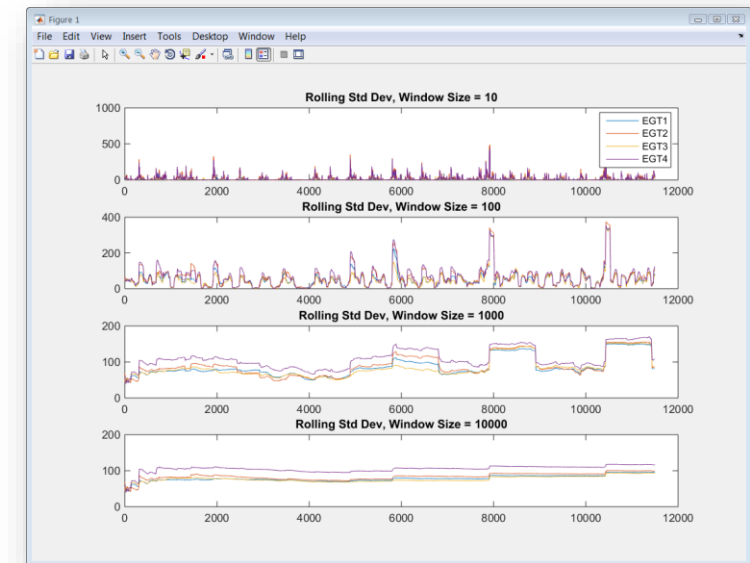 Figure 1
File Edit View Insert Tools Desktop Window Help
Rolling Std Dev, Window Size = 10
1000
500
0
0 2000 4000 6000 8000 10000 12000
EGT1
EGT2
EGT3
EGT4
Rolling Std Dev, Window Size = 100
400
200
0
0 2000 4000 6000 8000 10000 12000
Rolling Std Dev, Window Size = 1000
200
100
0
0 2000 4000 6000 8000 10000 12000
Rolling Std Dev, Window Size = 10000
200
100
0
0 2000 4000 6000 8000 10000 12000